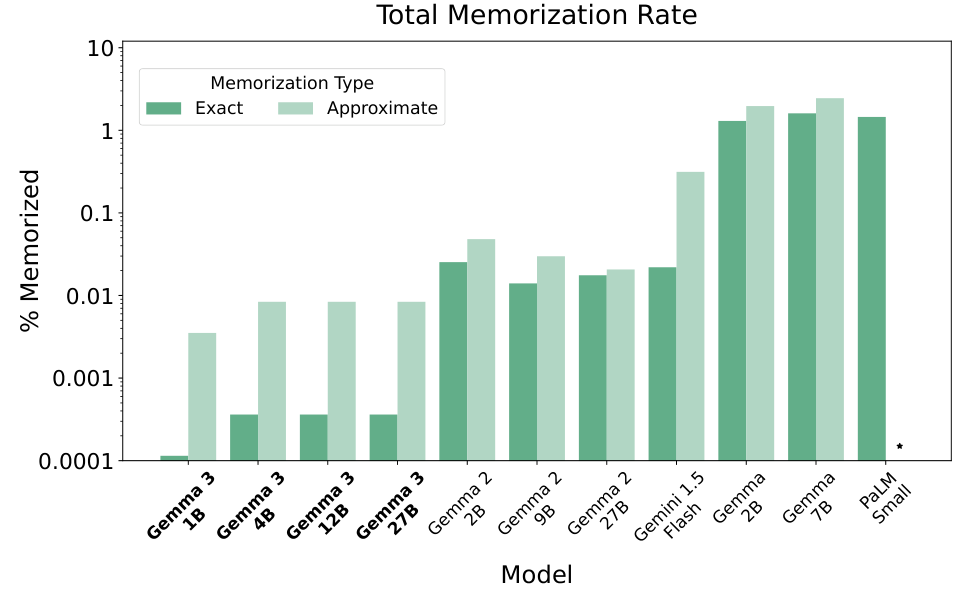 Total Memorization Rate
10
1
0.1
0.01
0.001
0.0001
% Memorized
Memorization Type
Exact
Approximate
*
Gemma 3
1B
Gemma 3
4B
Gemma 3
12B
Gemma 3
27B
Gemma 2
2B
Gemma 2
9B
Gemma 2
27B
Gemini 1.5
Flash
Gemma
2B
Gemma
7B
PaLM
Small
Model